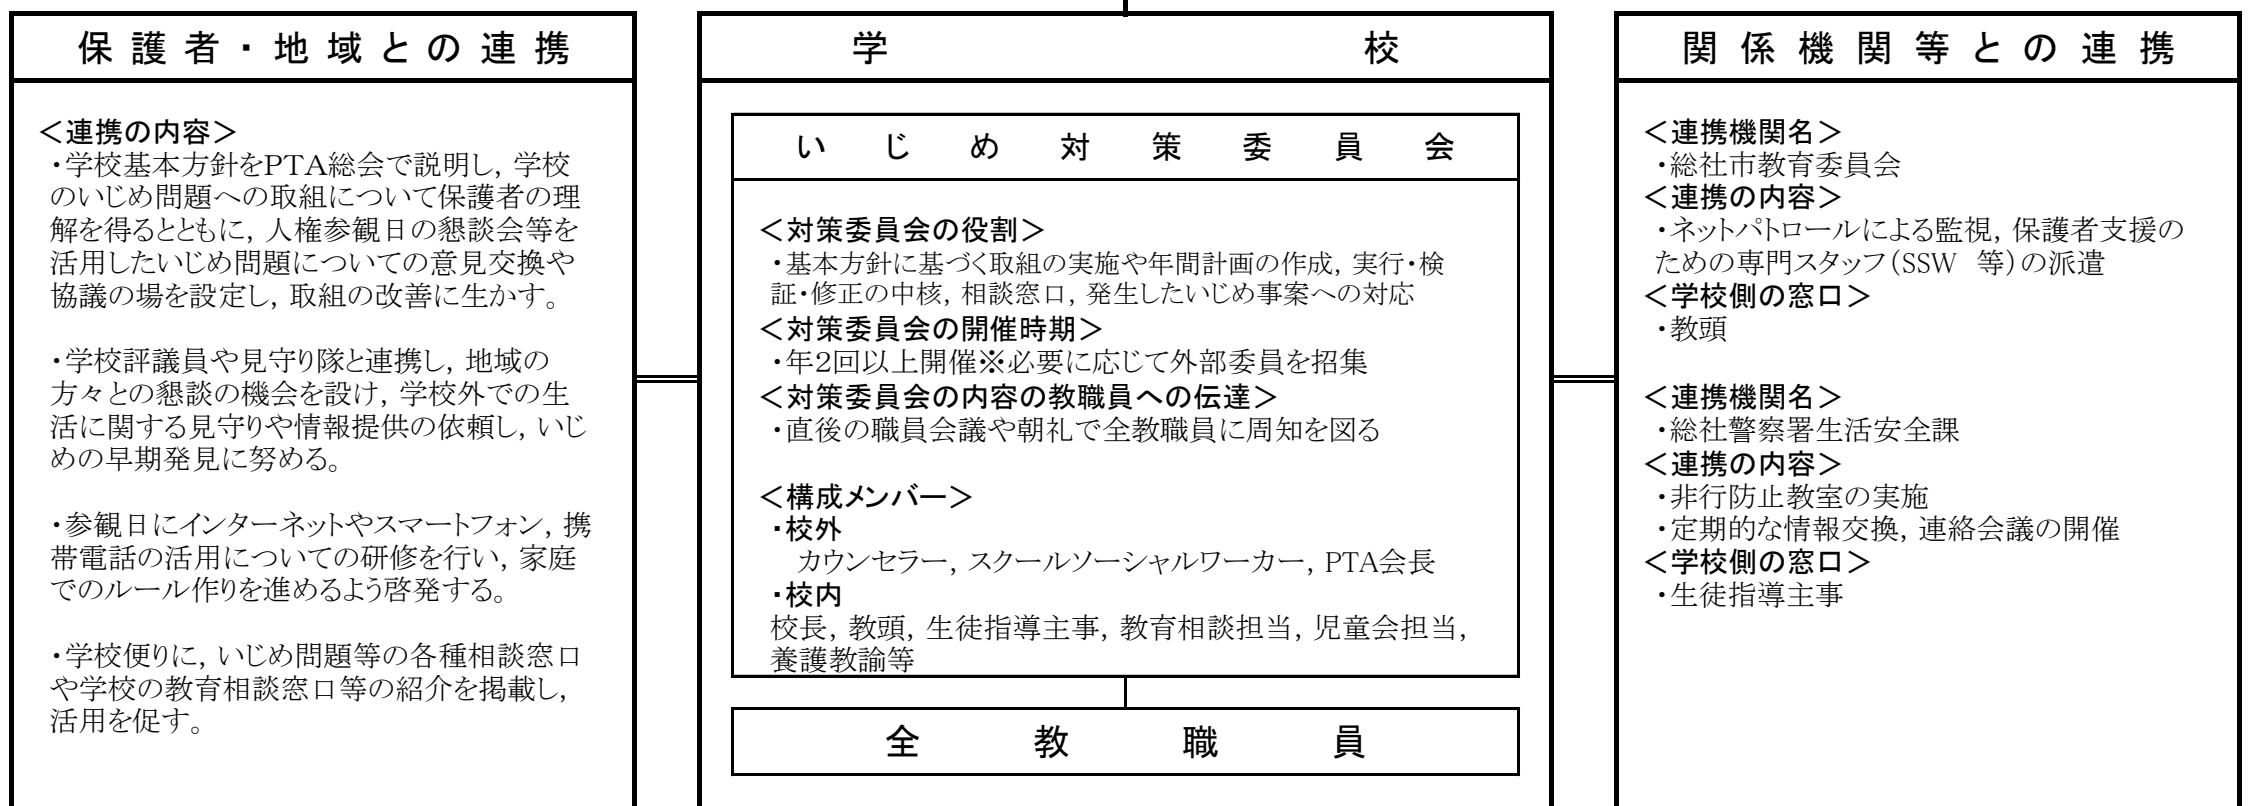 保護者・地域との連携
＜連携の内容＞
・学校基本方針をPTA総会で説明し，学校
のいじめ問題への取組について保護者の理
解を得るとともに，人権参観日の懇談会等を
活用したいじめ問題についての意見交換や
協議の場を設定し，取組の改善に生かす。
・学校評議員や見守り隊と連携し，地域の
方々との懇談の機会を設け，学校外での生
活に関する見守りや情報提供の依頼し，いじ
めの早期発見に努める。
・参観日にインターネットやスマートフォン，携
帯電話の活用についての研修を行い，家庭
でのルール作りを進めるよう啓発する。
・学校便りに，いじめ問題等の各種相談窓口
や学校の教育相談窓口等の紹介を掲載し，
活用を促す。
学校
いじめ対策委員会
＜対策委員会の役割＞
・基本方針に基づく取組の実施や年間計画の作成，実行・検
証・修正の中核，相談窓口，発生したいじめ事案への対応
＜対策委員会の開催時期＞
・年2回以上開催※必要に応じて外部委員を招集
＜対策委員会の内容の教職員への伝達＞
・直後の職員会議や朝礼で全教職員に周知を図る
＜構成メンバー＞
・校外
カウンセラー，スクールソーシャルワーカー，PTA会長
・校内
校長，教頭，生徒指導主事，教育相談担当，児童会担当，
養護教諭等
全教職員
関係機関等との連携
＜連携機関名＞
・総社市教育委員会
＜連携の内容＞
・ネットパトロールによる監視，保護者支援の
ための専門スタッフ（SSW　等）の派遣
＜学校側の窓口＞
・教頭
＜連携機関名＞
・総社警察署生活安全課
＜連携の内容＞
・非行防止教室の実施
・定期的な情報交換，連絡会議の開催
＜学校側の窓口＞
・生徒指導主事